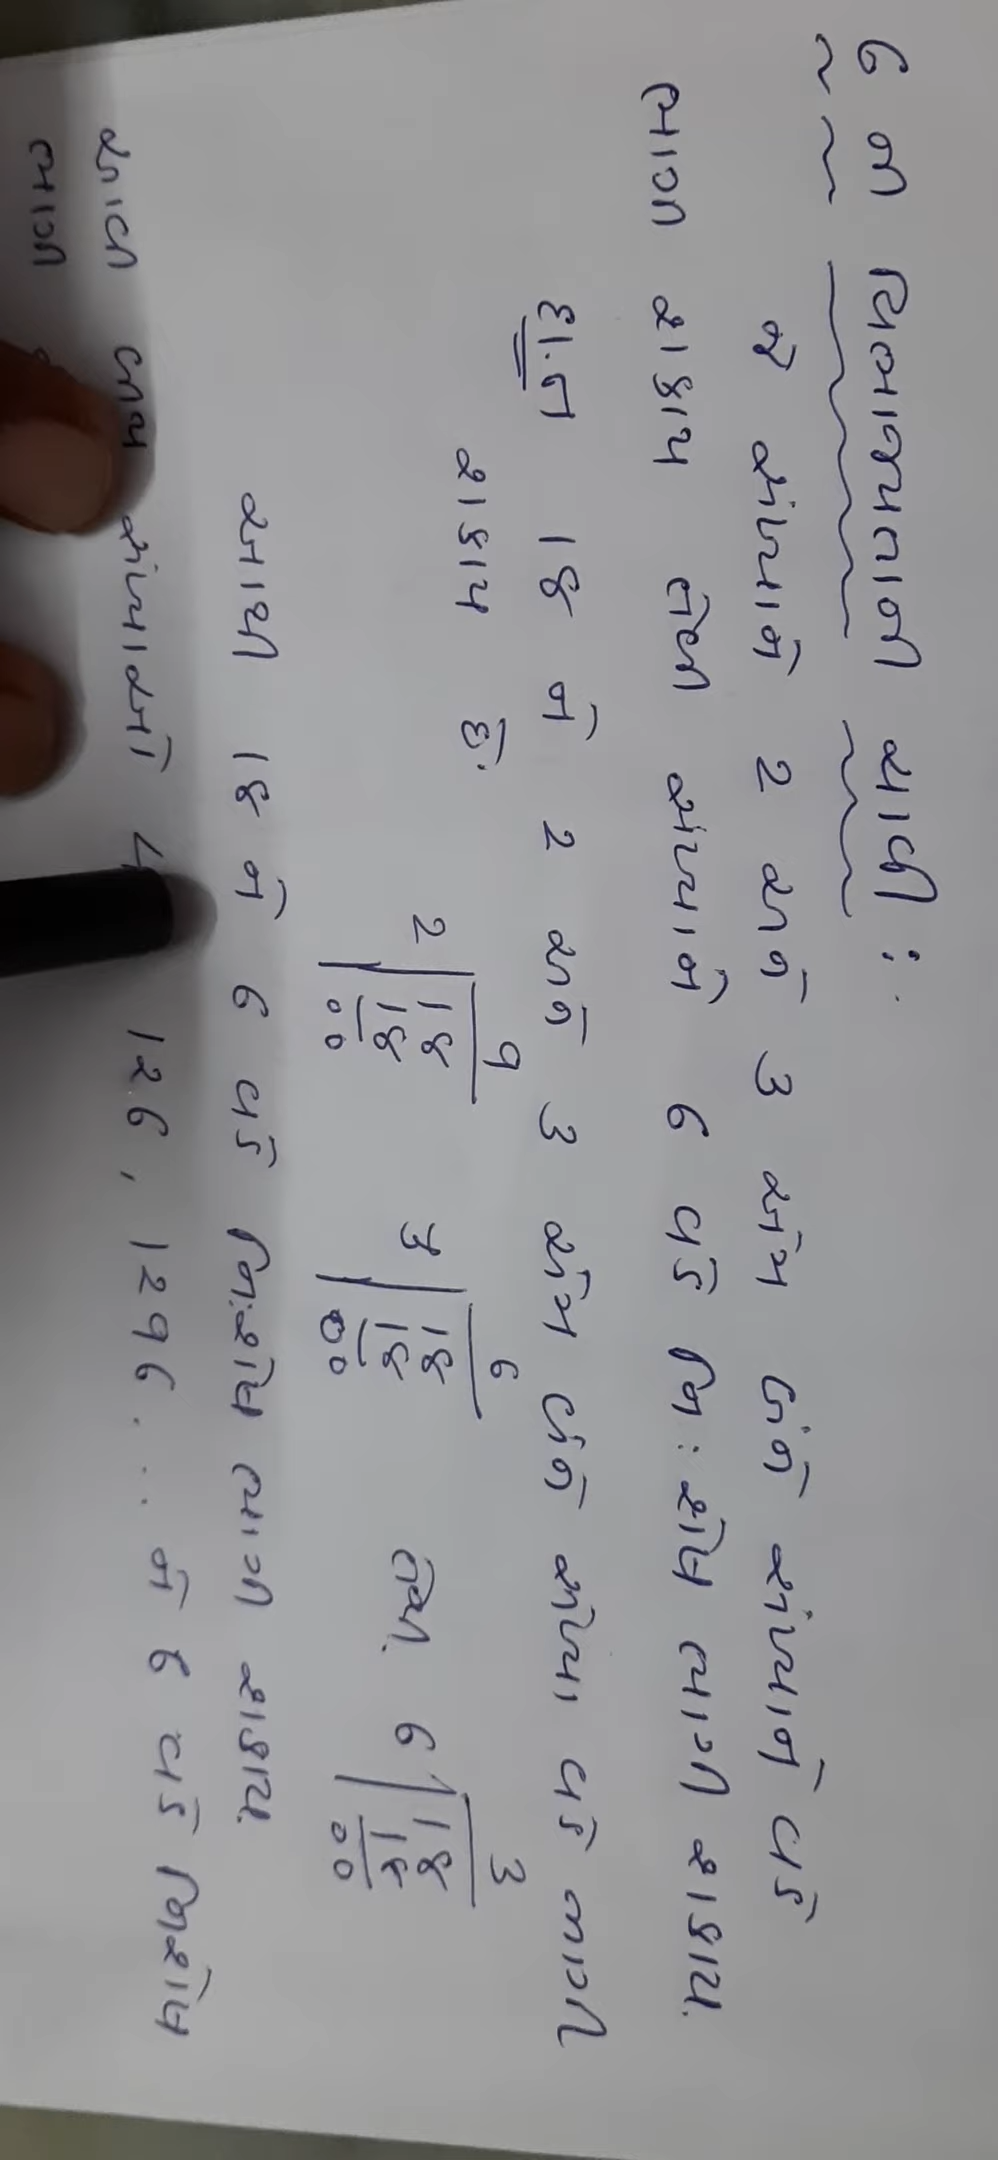 6 ની વિભાજ્યતાની ચાવી :
જે સંખ્યાને 2 અને 3 એમ બંને સંખ્યાને વડે
ભાગી શકાય તેવી સંખ્યાને 6 વડે નિ:શેષ ભાગી શકાય.
દા.ત 18 ને 2 અને 3 એમ બંને સંખ્યા વડે ભાગી
શકાય છે.
9 6 3
2 18 3 18 તેથી. 6 18
18 18 18
00 00 00
આથી 18 ને 6 વડે નિ:શેષ ભાગી શકાય.
અન્ય સંખ્યાઓ 126, 1296... ને 6 વડે નિશેષ
ભાગી